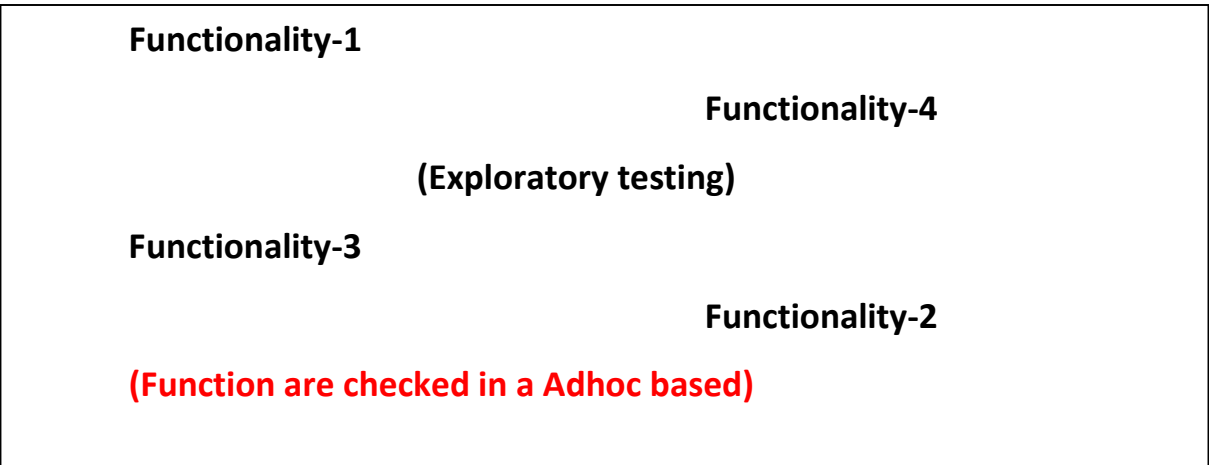 Functionality-1
Functionality-4
(Exploratory testing)
Functionality-3
Functionality-2
(Function are checked in a Adhoc based)